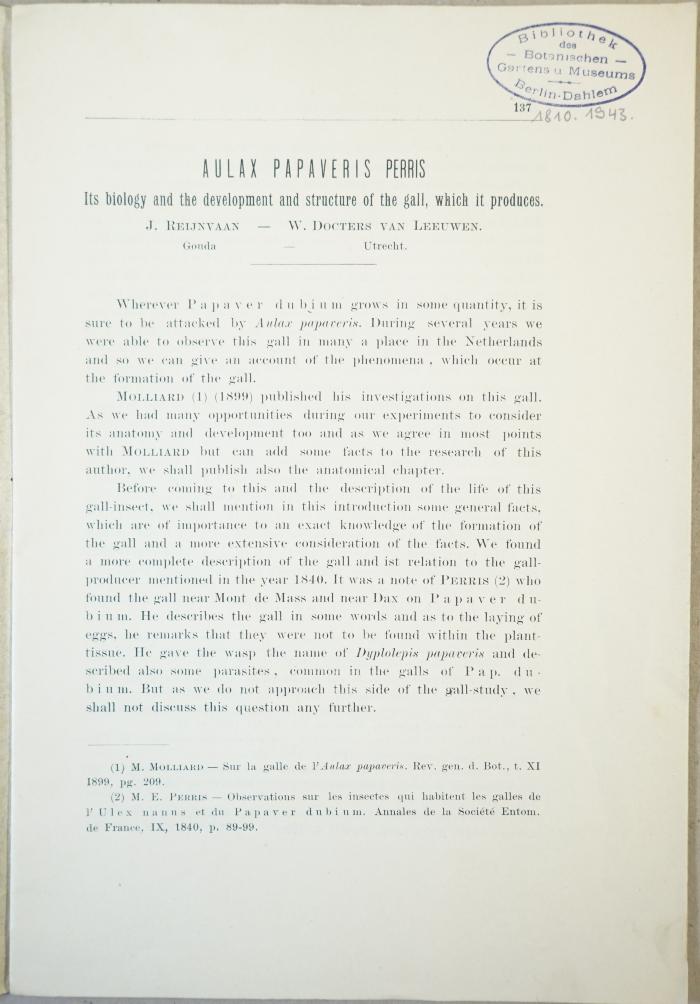 Bibliothek
des
— Botanischen —
Gartens u Museums
Berlin-Dahlem
137
1810. 1943.
AULAX PAPAVERIS PERRIS
Its biology and the development and structure of the gall, which it produces.
J. REIJNVAAN — W. DOCTERS VAN LEEUWEN.
Gouda — Utrecht.
Wherever Papaver dubium grows in some quantity, it is
sure to be attacked by Aulax papaveris. During several years we
were able to observe this gall in many a place in the Netherlands
and so we can give an account of the phenomena, which occur at
the formation of the gall.
MOLLIARD (1) (1899) published his investigations on this gall.
As we had many opportunities during our experiments to consider
its anatomy and development too and as we agree in most points
with MOLLIARD but can add some facts to the research of this
author, we shall publish also the anatomical chapter.
Before coming to this and the description of the life of this
gall-insect, we shall mention in this introduction some general facts,
which are of importance to an exact knowledge of the formation of
the gall and a more extensive consideration of the facts. We found
a more complete description of the gall and ist relation to the gall-
producer mentioned in the year 1840. It was a note of PERRIS (2) who
found the gall near Mont de Mass and near Dax on Papaver du-
bium. He describes the gall in some words and as to the laying of
eggs, he remarks that they were not to be found within the plant-
tissue. He gave the wasp the name of Dyplolepis papaveris and de-
scribed also some parasites, common in the galls of Pap. du-
bium. But as we do not approach this side of the gall-study, we
shall not discuss this question any further.
(1) M. MOLLIARD — Sur la galle de l'Aulax papaveris. Rev. gen. d. Bot., t. XI
1899, pg. 209.
(2) M. E. PERRIS — Observations sur les insectes qui habitent les galles de
l'Ulex nanus et du Papaver dubium. Annales de la Société Entom.
de France, IX, 1840, p. 89-99.